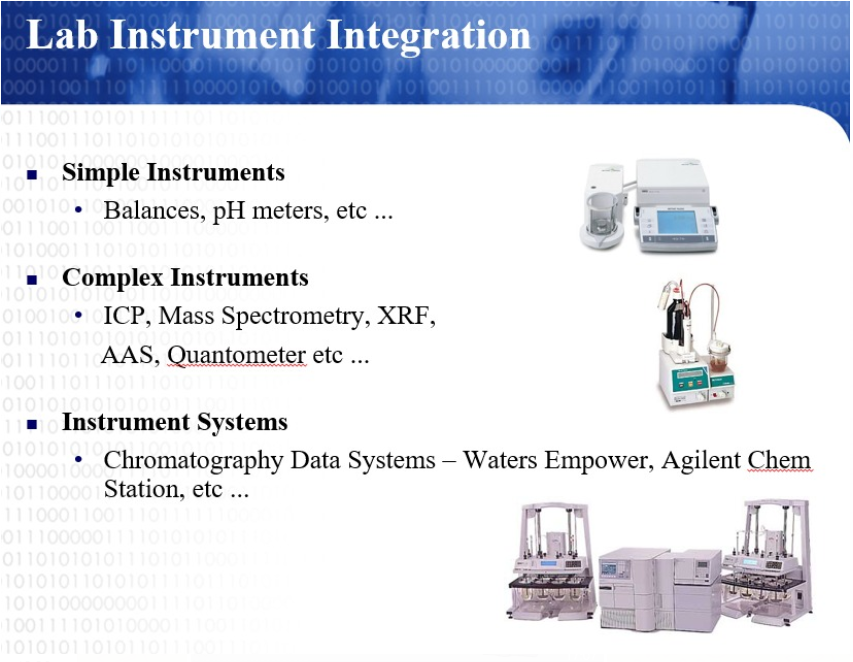 Lab Instrument Integration
Simple Instruments
Balances, pH meters, etc ...
Complex Instruments
ICP, Mass Spectrometry, XRF,
AAS, Quantometer etc ...
Instrument Systems
Chromatography Data Systems – Waters Empower, Agilent Chem
Station, etc ...